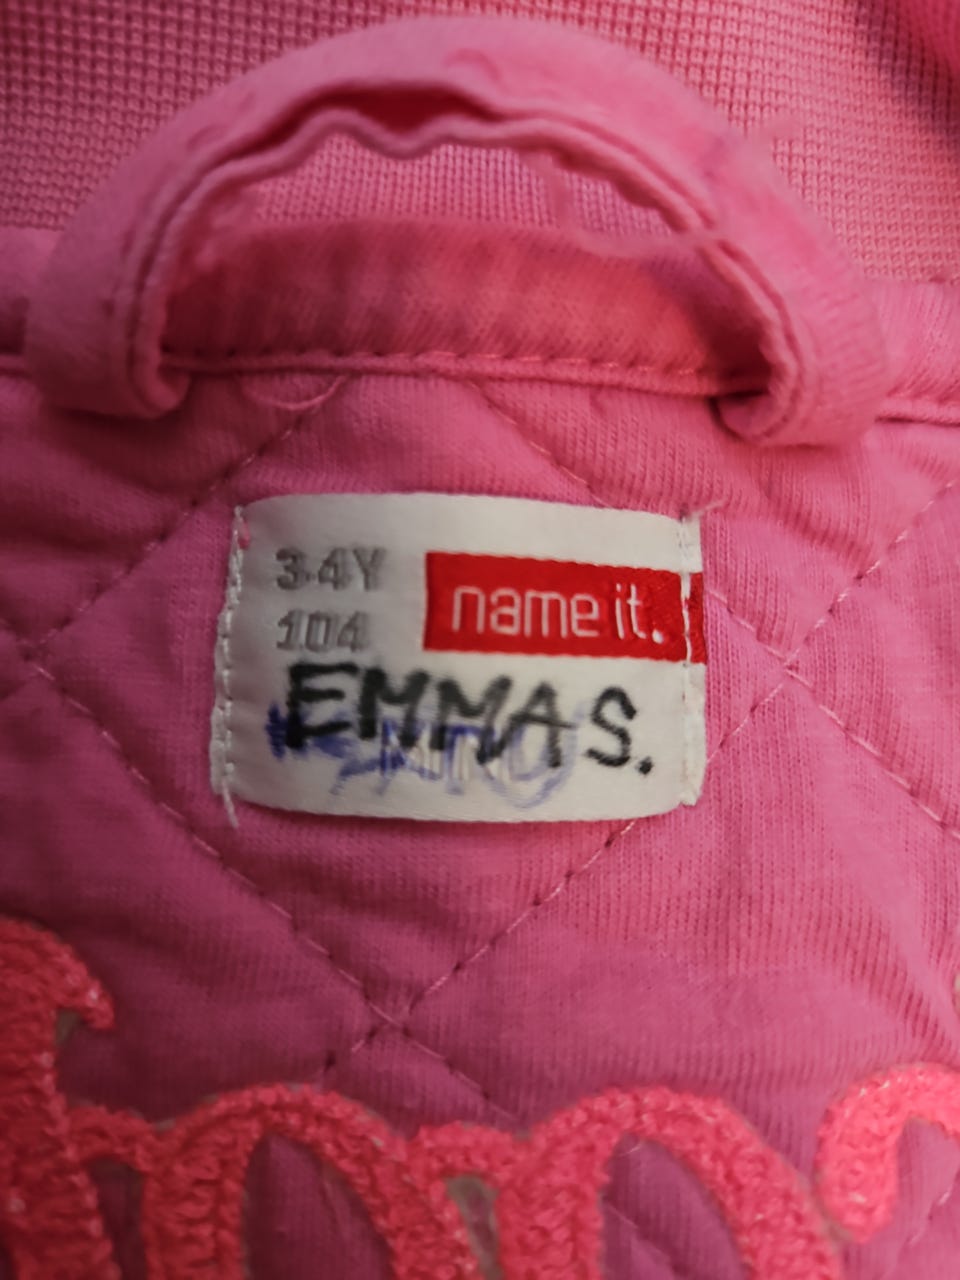 3-4Y
104
name it.
EMMA S.